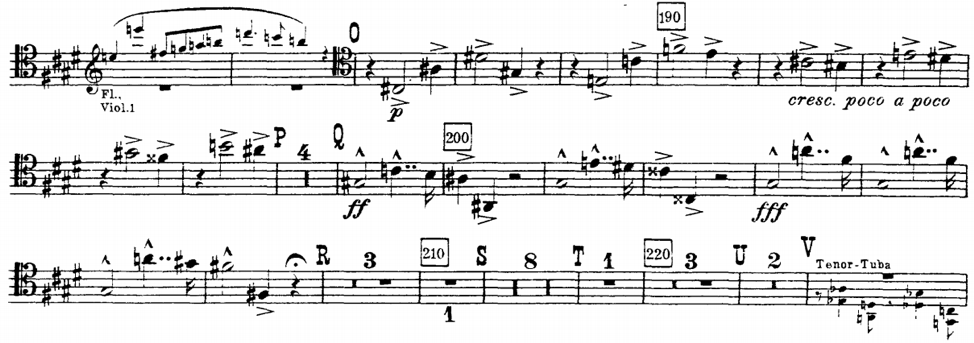 O 190
Fl., Viol.1 p cresc. poco a poco
P 4 Q 200
ff fff
R 3 210 S 8 T 1 220 3 U 2 V Tenor-Tuba
1